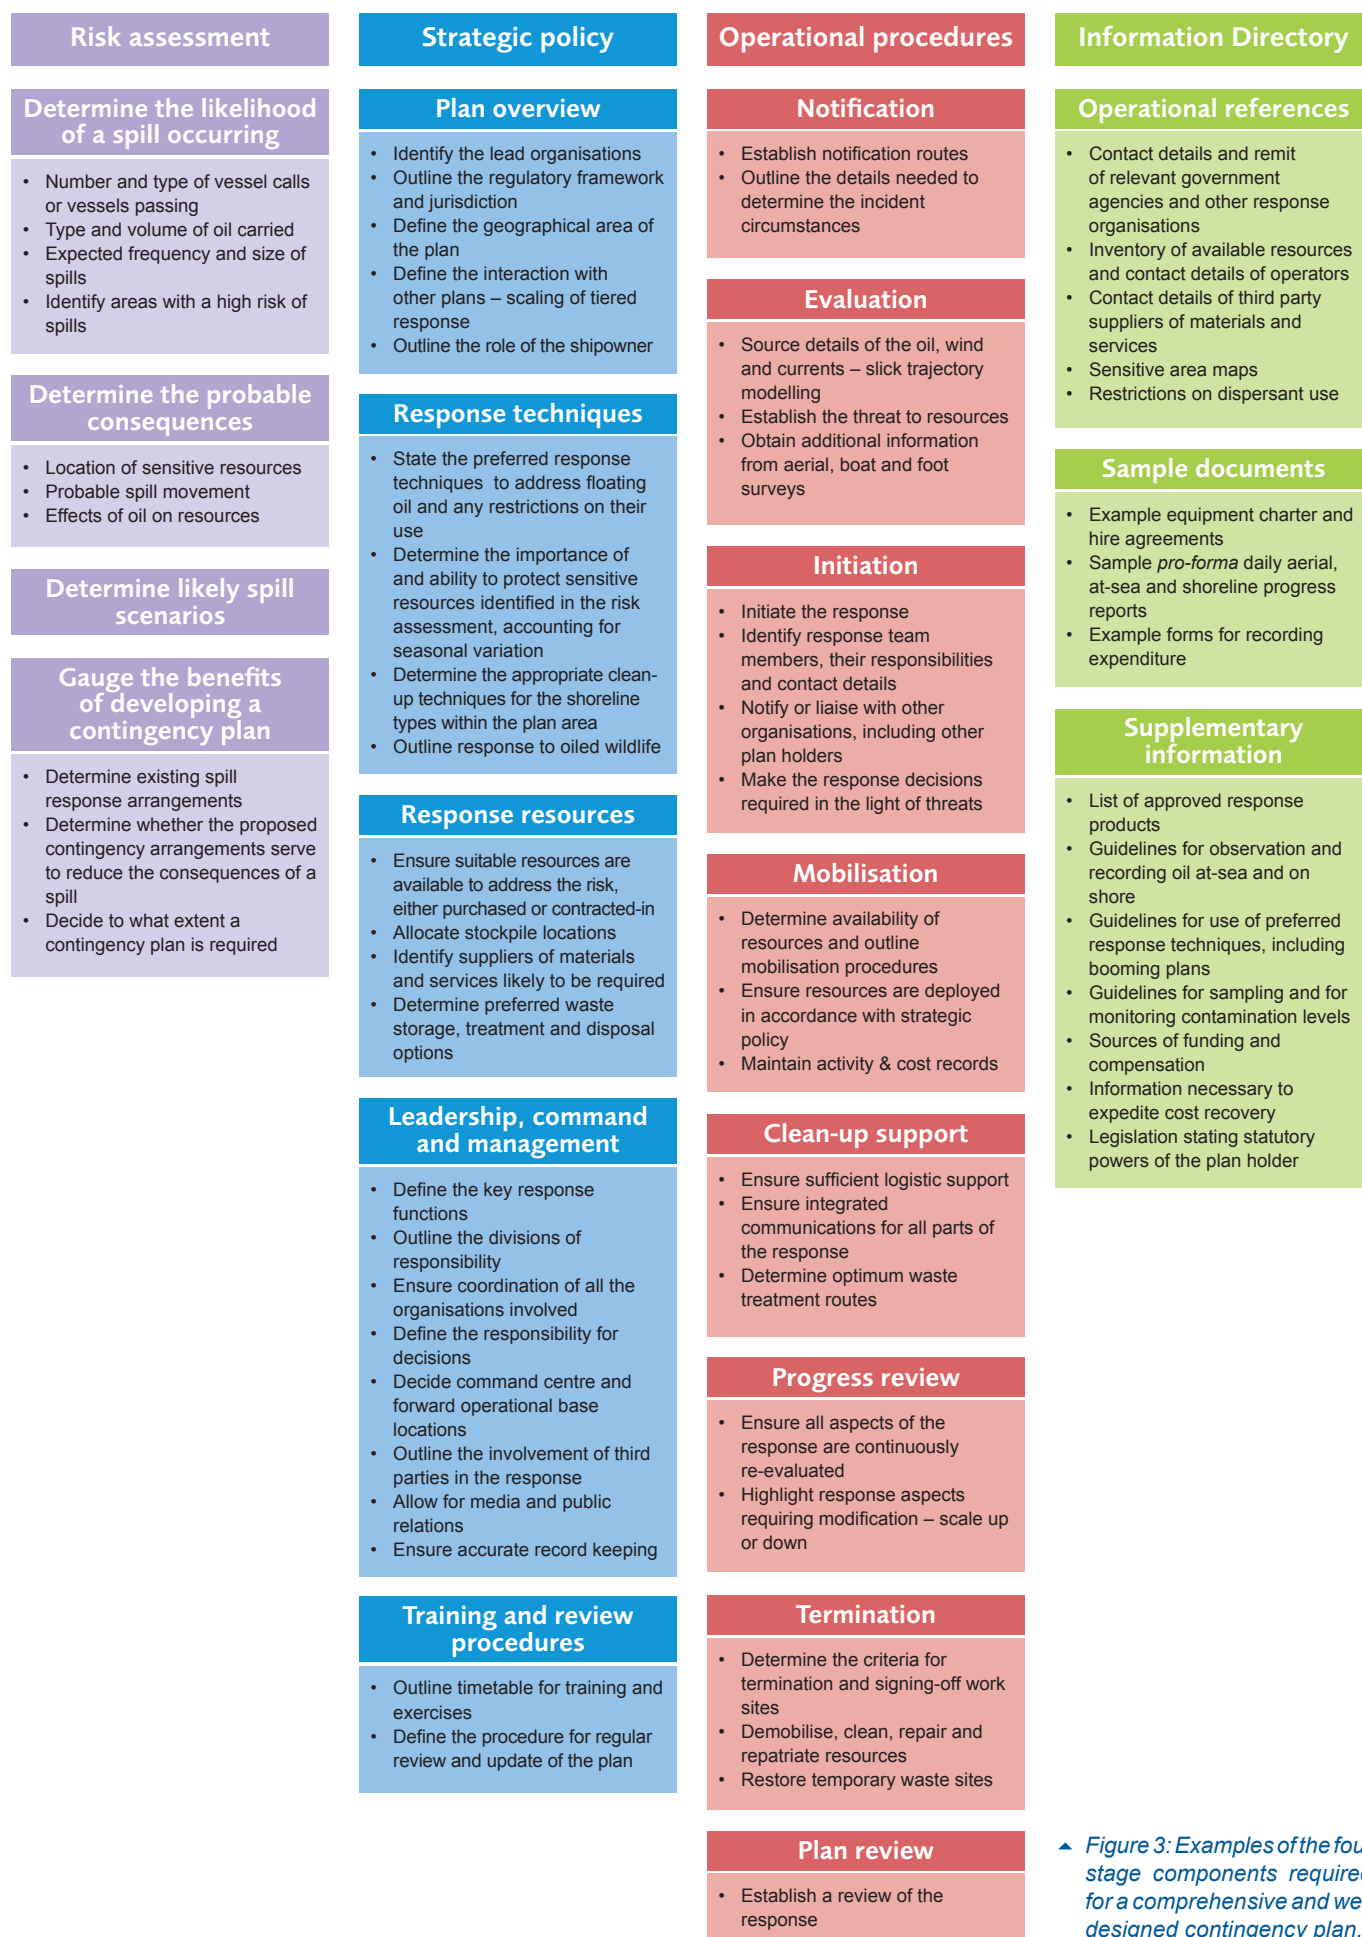 Risk assessment
Determine the likelihood
of a spill occurring
• Number and type of vessel calls
or vessels passing
• Type and volume of oil carried
• Expected frequency and size of
spills
• Identify areas with a high risk of
spills
Determine the probable
consequences
• Location of sensitive resources
• Probable spill movement
• Effects of oil on resources
Determine likely spill
scenarios
Gauge the benefits
of developing a
contingency plan
• Determine existing spill
response arrangements
• Determine whether the proposed
contingency arrangements serve
to reduce the consequences of a
spill
• Decide to what extent a
contingency plan is required
Strategic policy
Plan overview
• Identify the lead organisations
• Outline the regulatory framework
and jurisdiction
• Define the geographical area of
the plan
• Define the interaction with
other plans – scaling of tiered
response
• Outline the role of the shipowner
Response techniques
• State the preferred response
techniques to address floating
oil and any restrictions on their
use
• Determine the importance of
and ability to protect sensitive
resources identified in the risk
assessment, accounting for
seasonal variation
• Determine the appropriate clean-
up techniques for the shoreline
types within the plan area
• Outline response to oiled wildlife
Response resources
• Ensure suitable resources are
available to address the risk,
either purchased or contracted-in
• Allocate stockpile locations
• Identify suppliers of materials
and services likely to be required
• Determine preferred waste
storage, treatment and disposal
options
Leadership, command
and management
• Define the key response
functions
• Outline the divisions of
responsibility
• Ensure coordination of all the
organisations involved
• Define the responsibility for
decisions
• Decide command centre and
forward operational base
locations
• Outline the involvement of third
parties in the response
• Allow for media and public
relations
• Ensure accurate record keeping
Training and review
procedures
• Outline timetable for training and
exercises
• Define the procedure for regular
review and update of the plan
Operational procedures
Notification
• Establish notification routes
• Outline the details needed to
determine the incident
circumstances
Evaluation
• Source details of the oil, wind
and currents – slick trajectory
modelling
• Establish the threat to resources
• Obtain additional information
from aerial, boat and foot
surveys
Initiation
• Initiate the response
• Identify response team
members, their responsibilities
and contact details
• Notify or liaise with other
organisations, including other
plan holders
• Make the response decisions
required in the light of threats
Mobilisation
• Determine availability of
resources and outline
mobilisation procedures
• Ensure resources are deployed
in accordance with strategic
policy
• Maintain activity & cost records
Clean-up support
• Ensure sufficient logistic support
• Ensure integrated
communications for all parts of
the response
• Determine optimum waste
treatment routes
Progress review
• Ensure all aspects of the
response are continuously
re-evaluated
• Highlight response aspects
requiring modification – scale up
or down
Termination
• Determine the criteria for
termination and signing-off work
sites
• Demobilise, clean, repair and
repatriate resources
• Restore temporary waste sites
Plan review
• Establish a review of the
response
Information Directory
Operational references
• Contact details and remit
of relevant government
agencies and other response
organisations
• Inventory of available resources
and contact details of operators
• Contact details of third party
suppliers of materials and
services
• Sensitive area maps
• Restrictions on dispersant use
Sample documents
• Example equipment charter and
hire agreements
• Sample pro-forma daily aerial,
at-sea and shoreline progress
reports
• Example forms for recording
expenditure
Supplementary
information
• List of approved response
products
• Guidelines for observation and
recording oil at-sea and on
shore
• Guidelines for use of preferred
response techniques, including
booming plans
• Guidelines for sampling and for
monitoring contamination levels
• Sources of funding and
compensation
• Information necessary to
expedite cost recovery
• Legislation stating statutory
powers of the plan holder
Figure 3: Examples of the
stage components
for a comprehensive and
designed contingency plan.